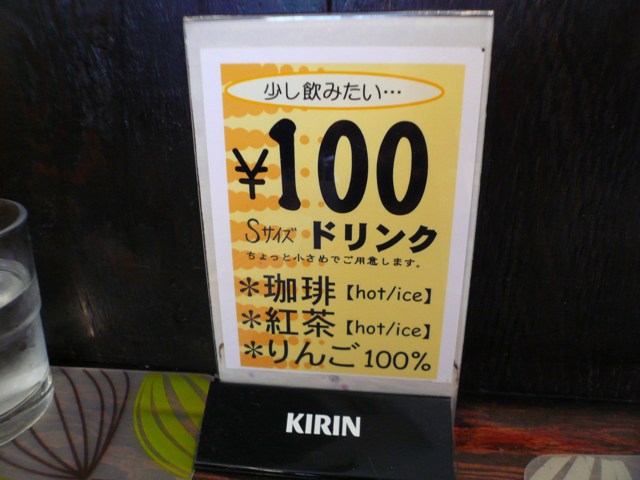 少し飲みたい…
¥100
Sサイズ ドリンク
ちょっと小さめでご用意します。
*珈琲【hot/ice】
*紅茶【hot/ice】
*りんご100%
KIRIN